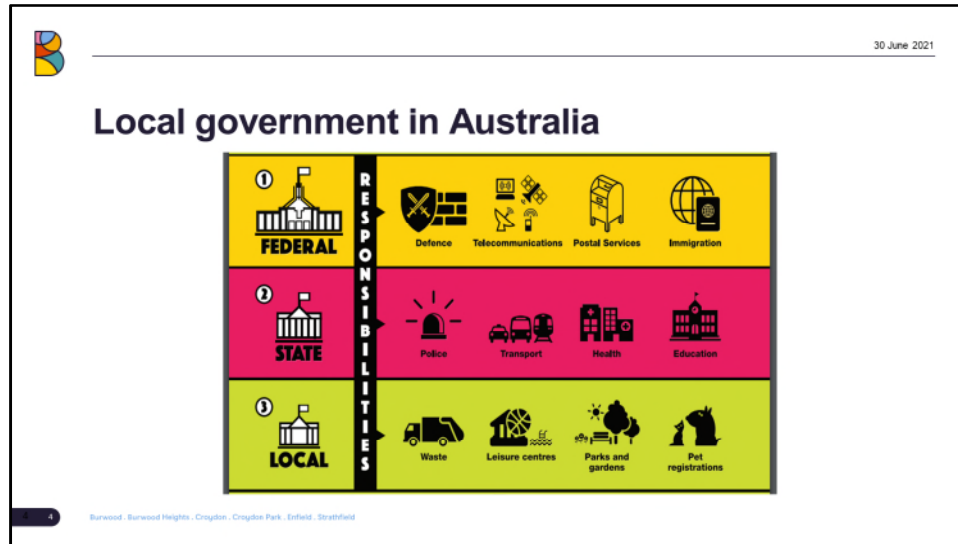 30 June 2021
Local government in Australia
RESPONSIBILITIES
1
FEDERAL
Defence
Telecommunications
Postal Services
Immigration
2
STATE
Police
Transport
Health
Education
3
LOCAL
Waste
Leisure centres
Parks and
gardens
Pet
registrations
4
4
Burwood . Burwood Heights . Croydon . Croydon Park . Enfield . Strathfield